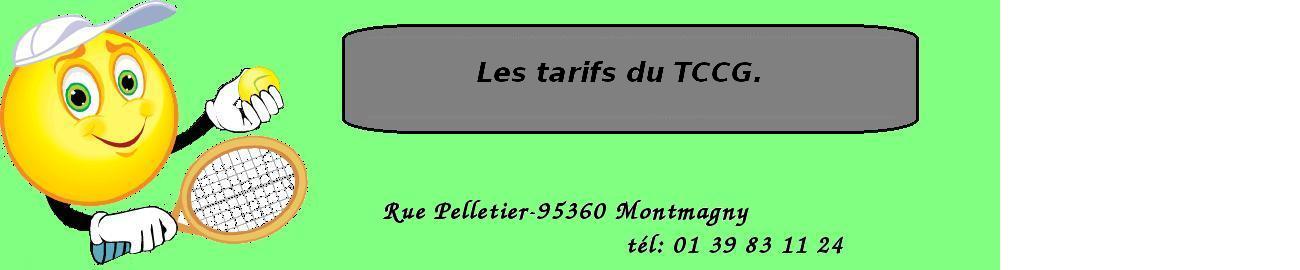 Les tarifs du TCCG.
Rue Pelletier-95360 Montmagny
tél: 01 39 83 11 24